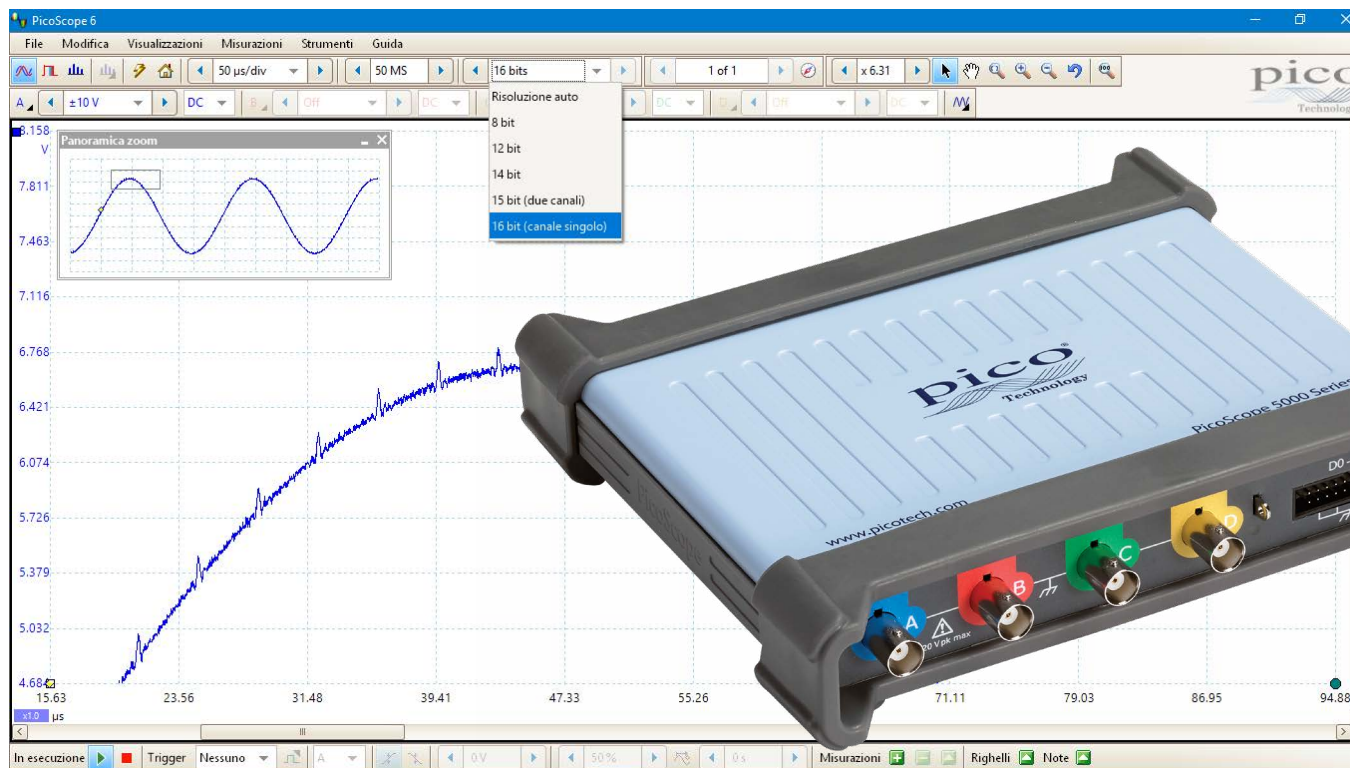 PicoScope 6
File Modifica Visualizzazioni Misurazioni Strumenti Guida
50 µs/div 50 MS 16 bits 1 of 1 x 6.31
A ±10 V DC B Off DC DC D Off DC
pico
Technology
Risoluzione auto
8 bit
12 bit
14 bit
15 bit (due canali)
16 bit (canale singolo)
Panoramica zoom
8.158
V
7.811
7.463
7.116
6.768
6.421
6.074
5.726
5.379
5.032
4.684
15.63 23.56 31.48 39.41 47.33 55.26 71.11 79.03 86.95 94.88
x1.0 µs
pico
Technology
PicoScope 5000 Series
www.picotech.com
PicoScope
D0
A B C D
20 V pk max
In esecuzione Trigger Nessuno A 0 V 50% 0 s Misurazioni Righelli Note